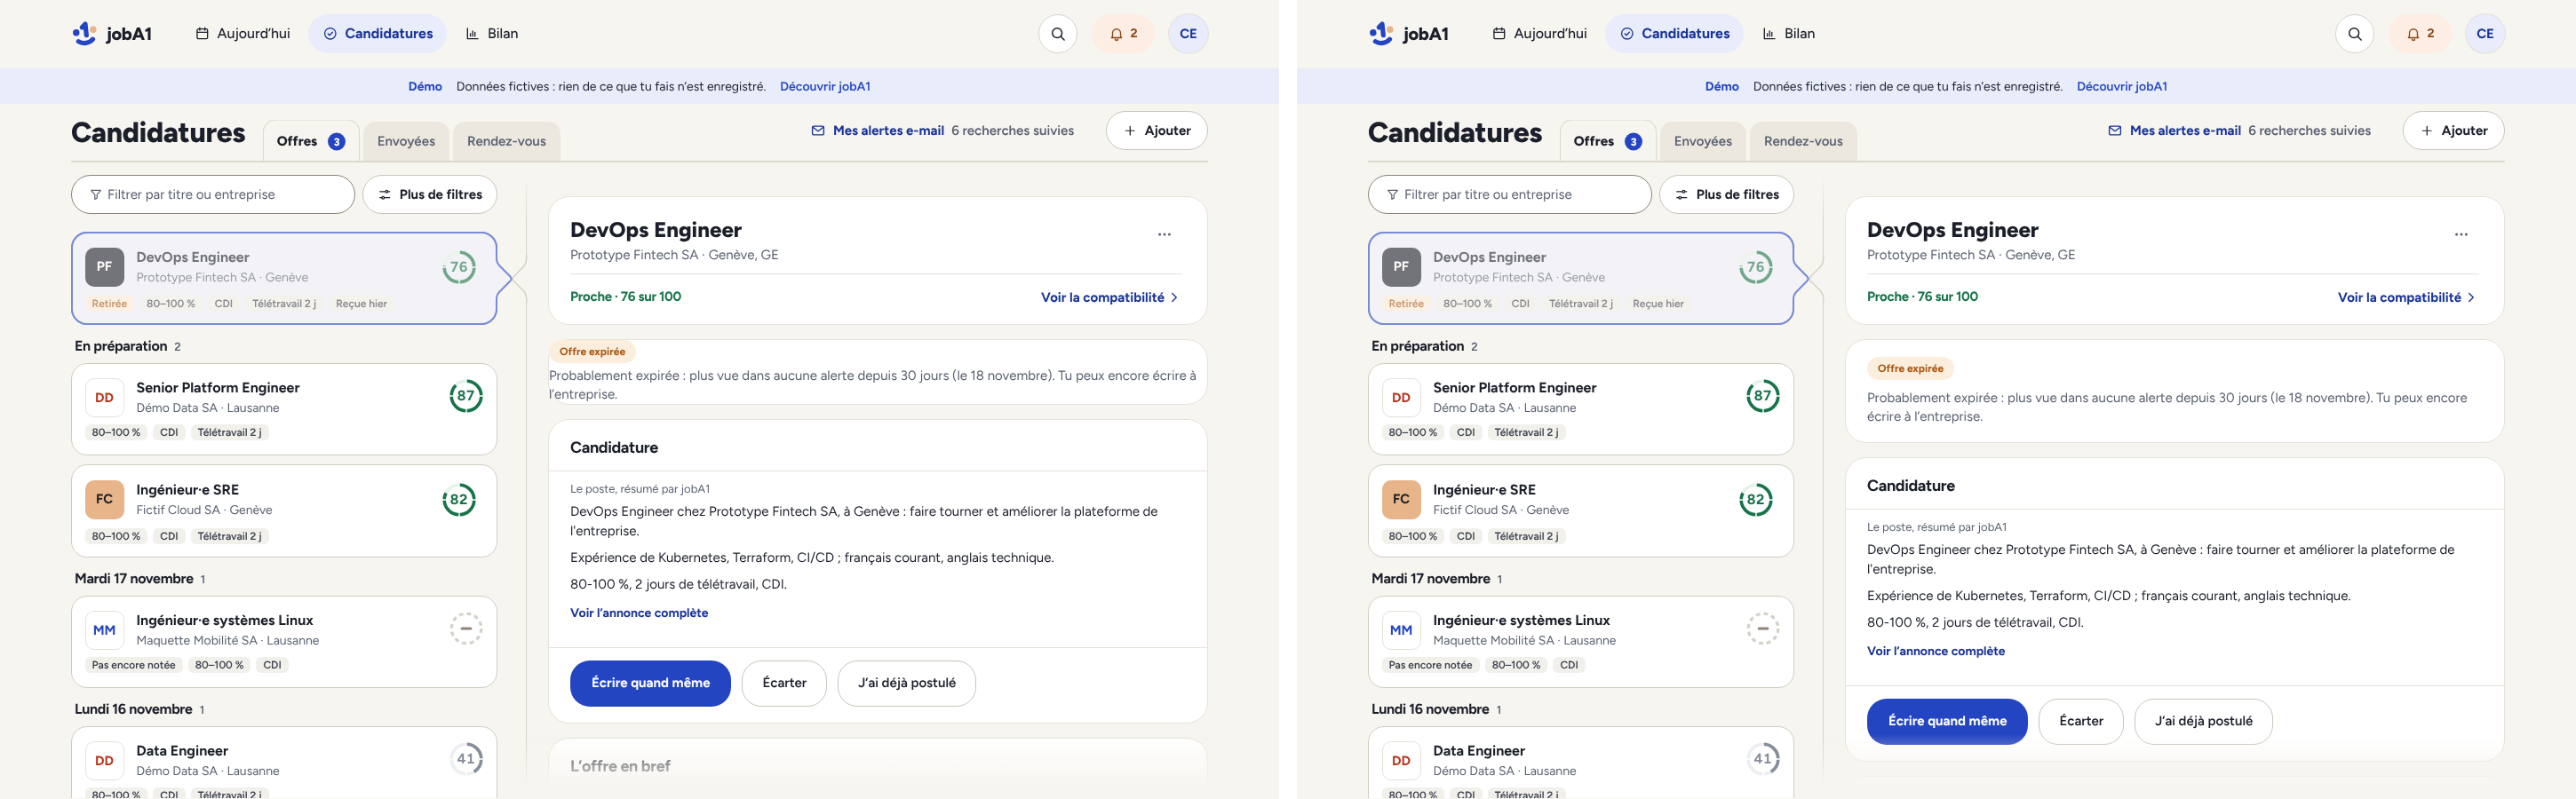 jobA1
Aujourd'hui
Candidatures
Bilan
2
CE
Démo Données fictives : rien de ce que tu fais n'est enregistré. Découvrir jobA1
Candidatures
Offres 3
Envoyées
Rendez-vous
Mes alertes e-mail 6 recherches suivies
Ajouter
Filtrer par titre ou entreprise
Plus de filtres
PF
DevOps Engineer
Prototype Fintech SA · Genève
76
Retirée 80–100 % CDI Télétravail 2 j Reçue hier
En préparation 2
DD
Senior Platform Engineer
Démo Data SA · Lausanne
87
80–100 % CDI Télétravail 2 j
FC
Ingénieur·e SRE
Fictif Cloud SA · Genève
82
80–100 % CDI Télétravail 2 j
Mardi 17 novembre 1
MM
Ingénieur·e systèmes Linux
Maquette Mobilité SA · Lausanne
Pas encore notée 80–100 % CDI
Lundi 16 novembre 1
DD
Data Engineer
Démo Data SA · Lausanne
41
80–100 % CDI Télétravail 2 j
DevOps Engineer
Prototype Fintech SA · Genève, GE
Proche · 76 sur 100
Voir la compatibilité
Offre expirée
Probablement expirée : plus vue dans aucune alerte depuis 30 jours (le 18 novembre). Tu peux encore écrire à
l'entreprise.
Candidature
Le poste, résumé par jobA1
DevOps Engineer chez Prototype Fintech SA, à Genève : faire tourner et améliorer la plateforme de
l'entreprise.
Expérience de Kubernetes, Terraform, CI/CD ; français courant, anglais technique.
80-100 %, 2 jours de télétravail, CDI.
Voir l'annonce complète
Écrire quand même
Écarter
J'ai déjà postulé
L'offre en bref
jobA1
Aujourd'hui
Candidatures
Bilan
2
CE
Démo Données fictives : rien de ce que tu fais n'est enregistré. Découvrir jobA1
Candidatures
Offres 3
Envoyées
Rendez-vous
Mes alertes e-mail 6 recherches suivies
Ajouter
Filtrer par titre ou entreprise
Plus de filtres
PF
DevOps Engineer
Prototype Fintech SA · Genève
76
Retirée 80–100 % CDI Télétravail 2 j Reçue hier
En préparation 2
DD
Senior Platform Engineer
Démo Data SA · Lausanne
87
80–100 % CDI Télétravail 2 j
FC
Ingénieur·e SRE
Fictif Cloud SA · Genève
82
80–100 % CDI Télétravail 2 j
Mardi 17 novembre 1
MM
Ingénieur·e systèmes Linux
Maquette Mobilité SA · Lausanne
Pas encore notée 80–100 % CDI
Lundi 16 novembre 1
DD
Data Engineer
Démo Data SA · Lausanne
41
80–100 % CDI Télétravail 2 j
DevOps Engineer
Prototype Fintech SA · Genève, GE
Proche · 76 sur 100
Voir la compatibilité
Offre expirée
Probablement expirée : plus vue dans aucune alerte depuis 30 jours (le 18 novembre). Tu peux encore
écrire à l'entreprise.
Candidature
Le poste, résumé par jobA1
DevOps Engineer chez Prototype Fintech SA, à Genève : faire tourner et améliorer la plateforme de
l'entreprise.
Expérience de Kubernetes, Terraform, CI/CD ; français courant, anglais technique.
80-100 %, 2 jours de télétravail, CDI.
Voir l'annonce complète
Écrire quand même
Écarter
J'ai déjà postulé